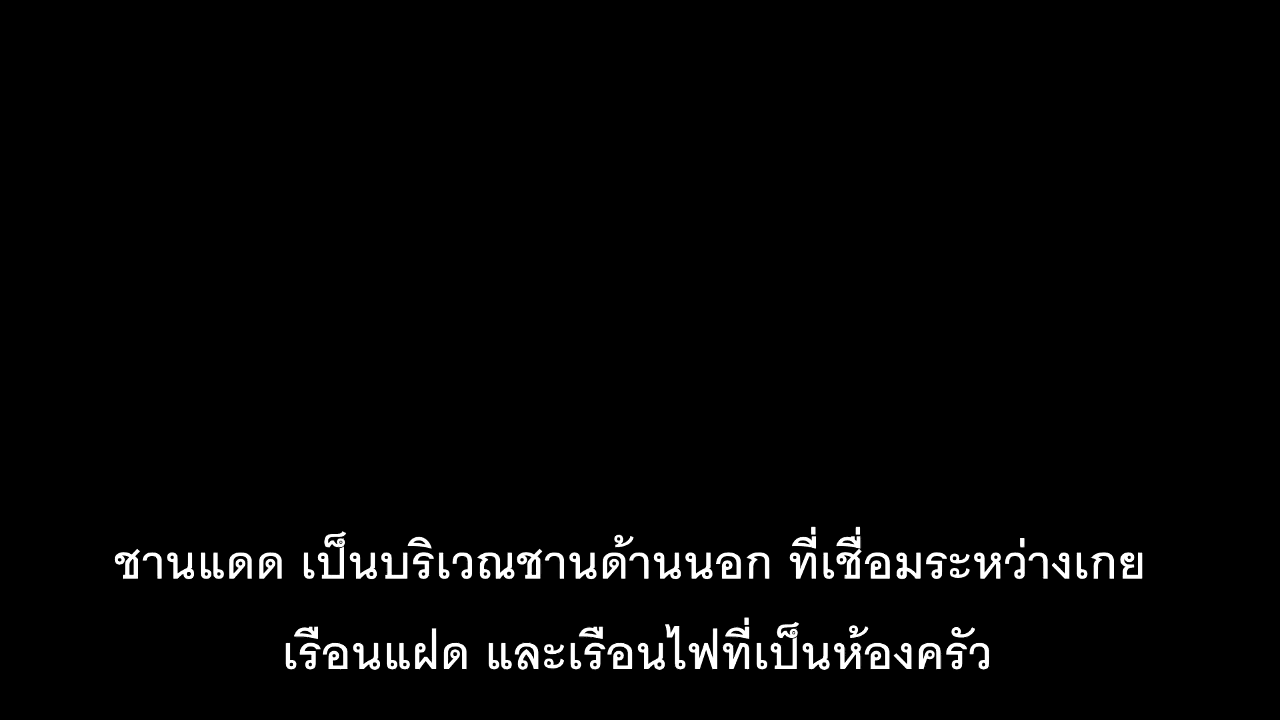 ชานแดด เป็นบริเวณชานด้านนอก ที่เชื่อมระหว่างเกย
เรือนแฝด และเรือนไฟที่เป็นห้องครัว